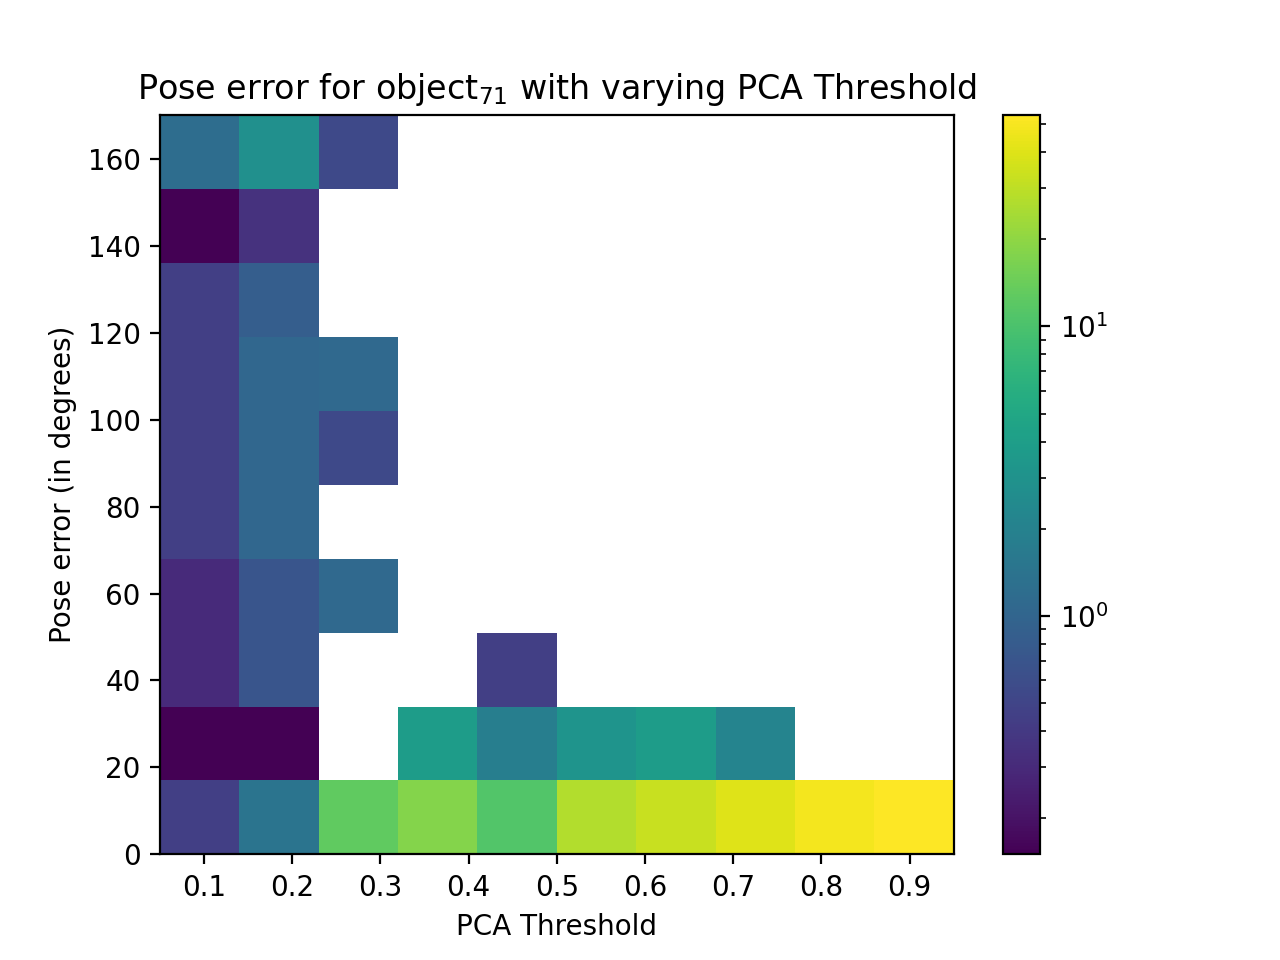 Pose error for object₇₁ with varying PCA Threshold
160
140
120
100
80
60
40
20
0
Pose error (in degrees)
0.1 0.2 0.3 0.4 0.5 0.6 0.7 0.8 0.9
PCA Threshold
10¹
10⁰